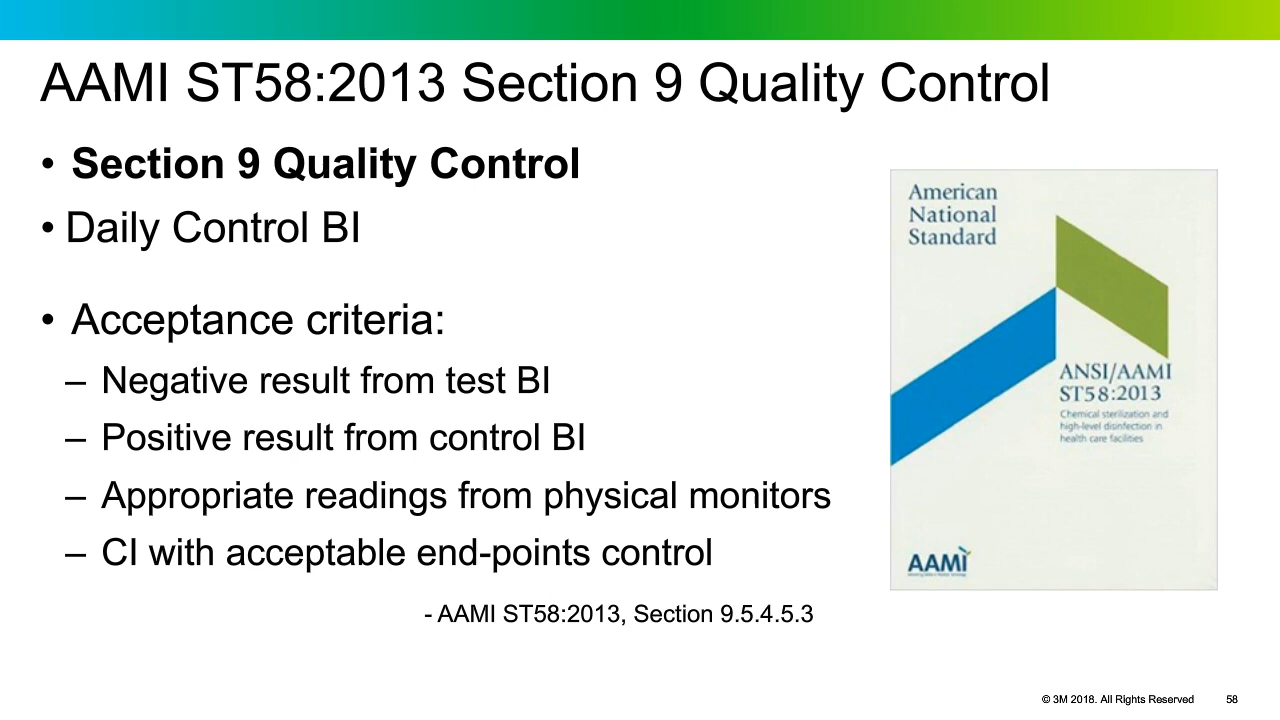 AAMI ST58:2013 Section 9 Quality Control
• Section 9 Quality Control
• Daily Control BI
• Acceptance criteria:
– Negative result from test BI
– Positive result from control BI
– Appropriate readings from physical monitors
– CI with acceptable end-points control
- AAMI ST58:2013, Section 9.5.4.5.3
American
National
Standard
ANSI/AAMI
ST58:2013
Chemical sterilization and
high-level disinfection in
health care facilities
AAMI
© 3M 2018. All Rights Reserved 58